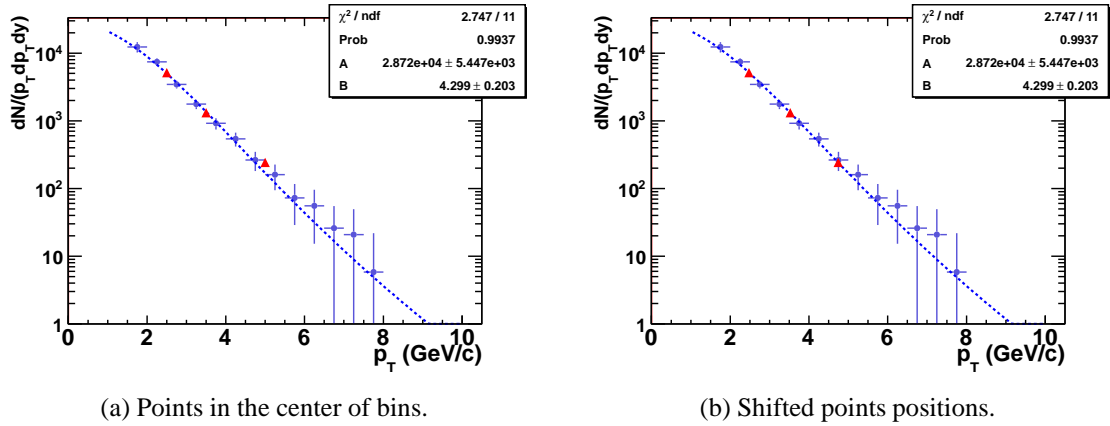 χ² / ndf 2.747 / 11
Prob 0.9937
A 2.872e+04 ± 5.447e+03
B 4.299 ± 0.203
dN/(p_T dp_T dy)
10⁴
10³
10²
10
1
0 2 4 6 8 10
p_T (GeV/c)
(a) Points in the center of bins.
χ² / ndf 2.747 / 11
Prob 0.9937
A 2.872e+04 ± 5.447e+03
B 4.299 ± 0.203
dN/(p_T dp_T dy)
10⁴
10³
10²
10
1
0 2 4 6 8 10
p_T (GeV/c)
(b) Shifted points positions.